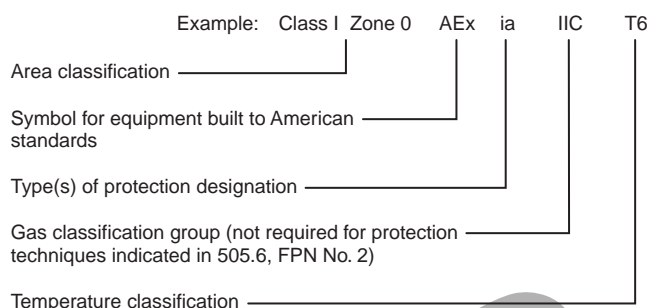 Example: Class I Zone 0 AEx ia IIC T6
Area classification
Symbol for equipment built to American
standards
Type(s) of protection designation
Gas classification group (not required for protection
techniques indicated in 505.6, FPN No. 2)
Temperature classification